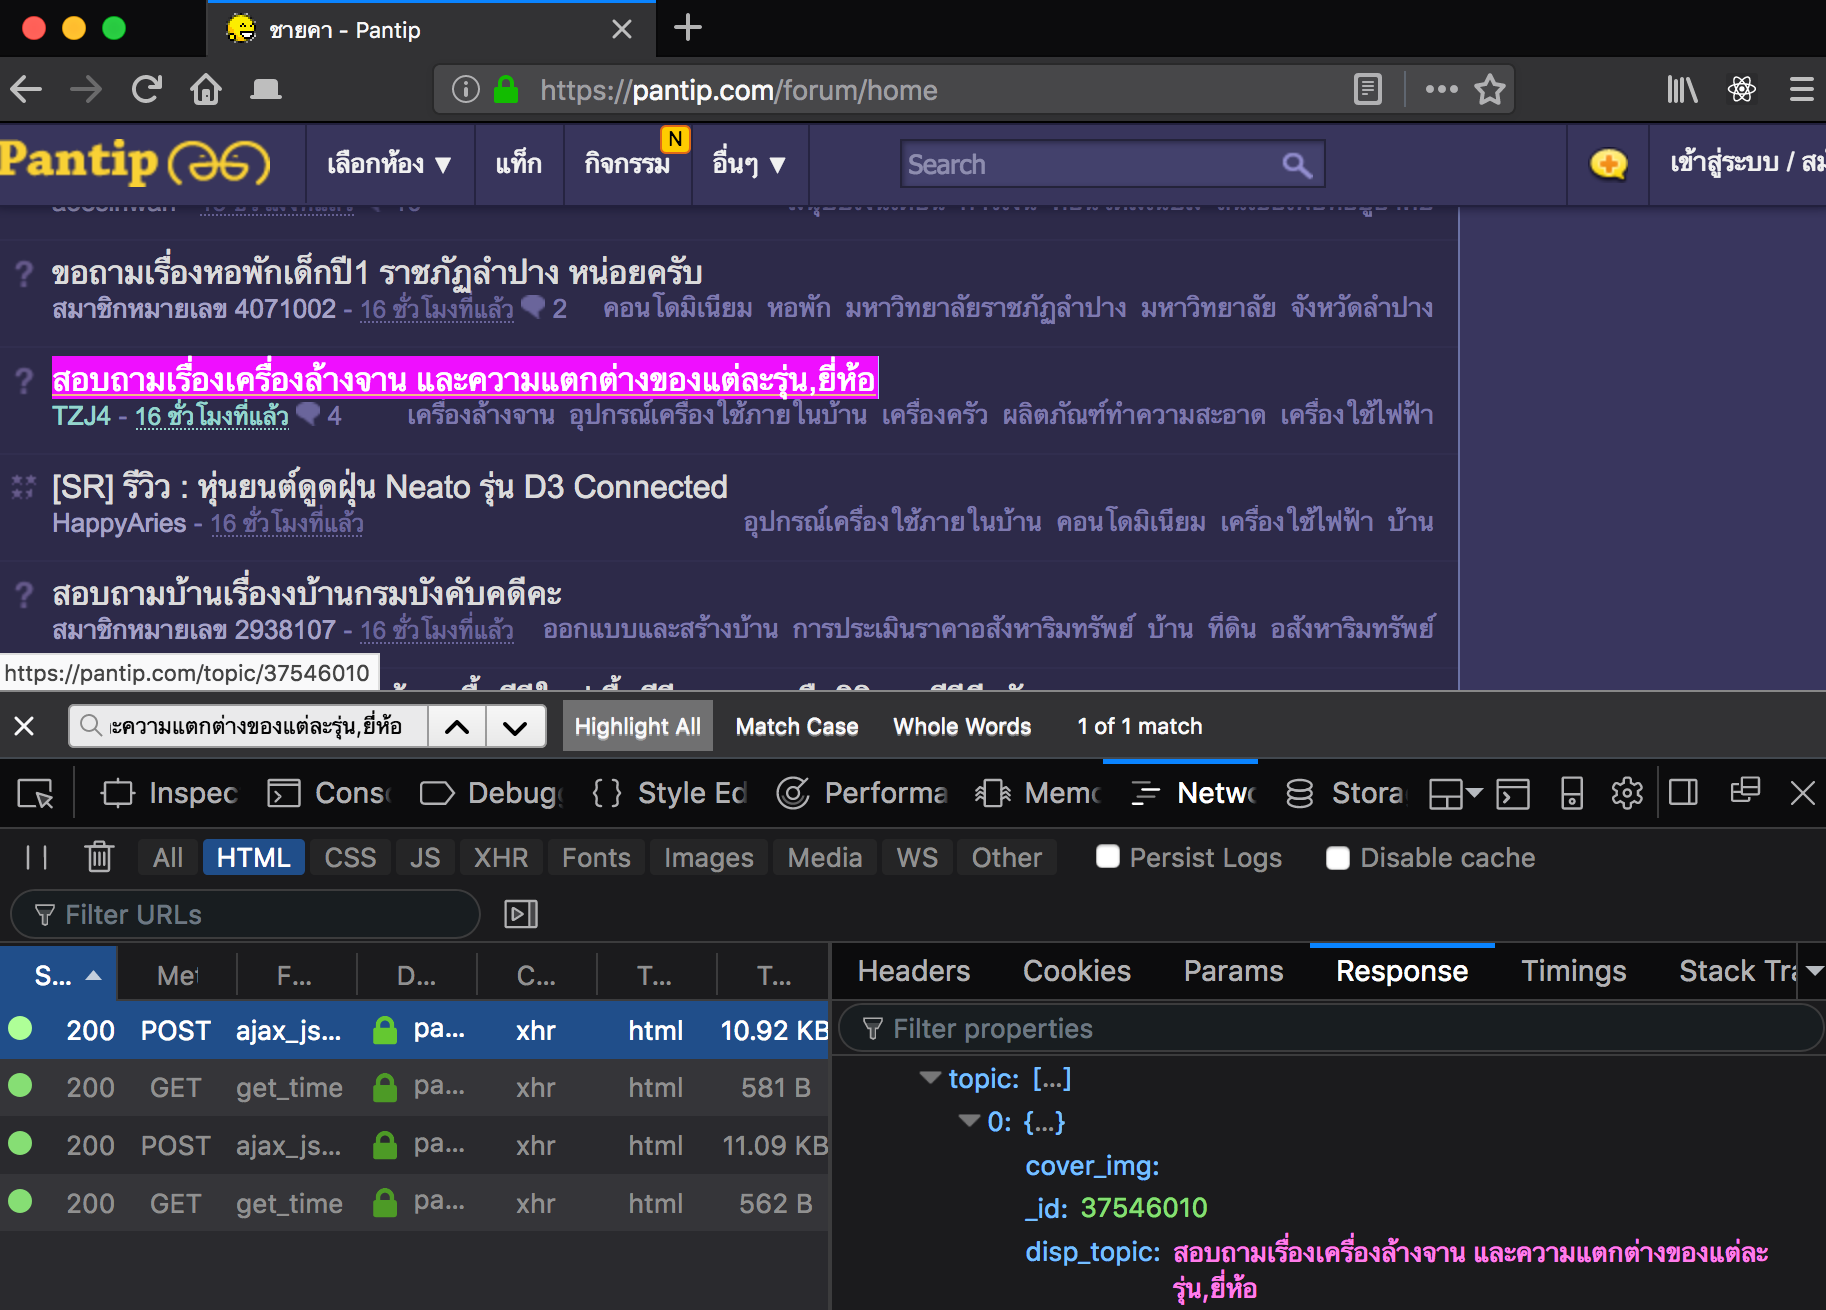 ชายคา - Pantip
https://pantip.com/forum/home
Pantip
เลือกห้อง ▼
แท็ก
กิจกรรม
N
อื่นๆ ▼
Search
เข้าสู่ระบบ /
ขอถามเรื่องหอพักเด็กปี1 ราชภัฏลำปาง หน่อยครับ
สมาชิกหมายเลข 4071002 - 16 ชั่วโมงที่แล้ว 2 คอนโดมิเนียม หอพัก มหาวิทยาลัยราชภัฏลำปาง มหาวิทยาลัย จังหวัดลำปาง
สอบถามเรื่องเครื่องล้างจาน และความแตกต่างของแต่ละรุ่น,ยี่ห้อ
TZJ4 - 16 ชั่วโมงที่แล้ว 4 เครื่องล้างจาน อุปกรณ์เครื่องใช้ภายในบ้าน เครื่องครัว ผลิตภัณฑ์ทำความสะอาด เครื่องใช้ไฟฟ้า
[SR] รีวิว : หุ่นยนต์ดูดฝุ่น Neato รุ่น D3 Connected
HappyAries - 16 ชั่วโมงที่แล้ว อุปกรณ์เครื่องใช้ภายในบ้าน คอนโดมิเนียม เครื่องใช้ไฟฟ้า บ้าน
สอบถามบ้านเรื่องงบ้านกรมบังคับคดีคะ
สมาชิกหมายเลข 2938107 - 16 ชั่วโมงที่แล้ว ออกแบบและสร้างบ้าน การประเมินราคาอสังหาริมทรัพย์ บ้าน ที่ดิน อสังหาริมทรัพย์
https://pantip.com/topic/37546010
ะความแตกต่างของแต่ละรุ่น,ยี่ห้อ Highlight All Match Case Whole Words 1 of 1 match
Inspec Cons Debugg Style Ed Performa Memo Netwo Stora
All HTML CSS JS XHR Fonts Images Media WS Other Persist Logs Disable cache
Filter URLs
S... Met F... D... C... T... T...
200 POST ajax_js... pa... xhr html 10.92 KB
200 GET get_time pa... xhr html 581 B
200 POST ajax_js... pa... xhr html 11.09 KB
200 GET get_time pa... xhr html 562 B
Headers Cookies Params Response Timings Stack Tra
Filter properties
topic: [...]
0: {...}
cover_img:
_id: 37546010
disp_topic: สอบถามเรื่องเครื่องล้างจาน และความแตกต่างของแต่ละ
รุ่น,ยี่ห้อ